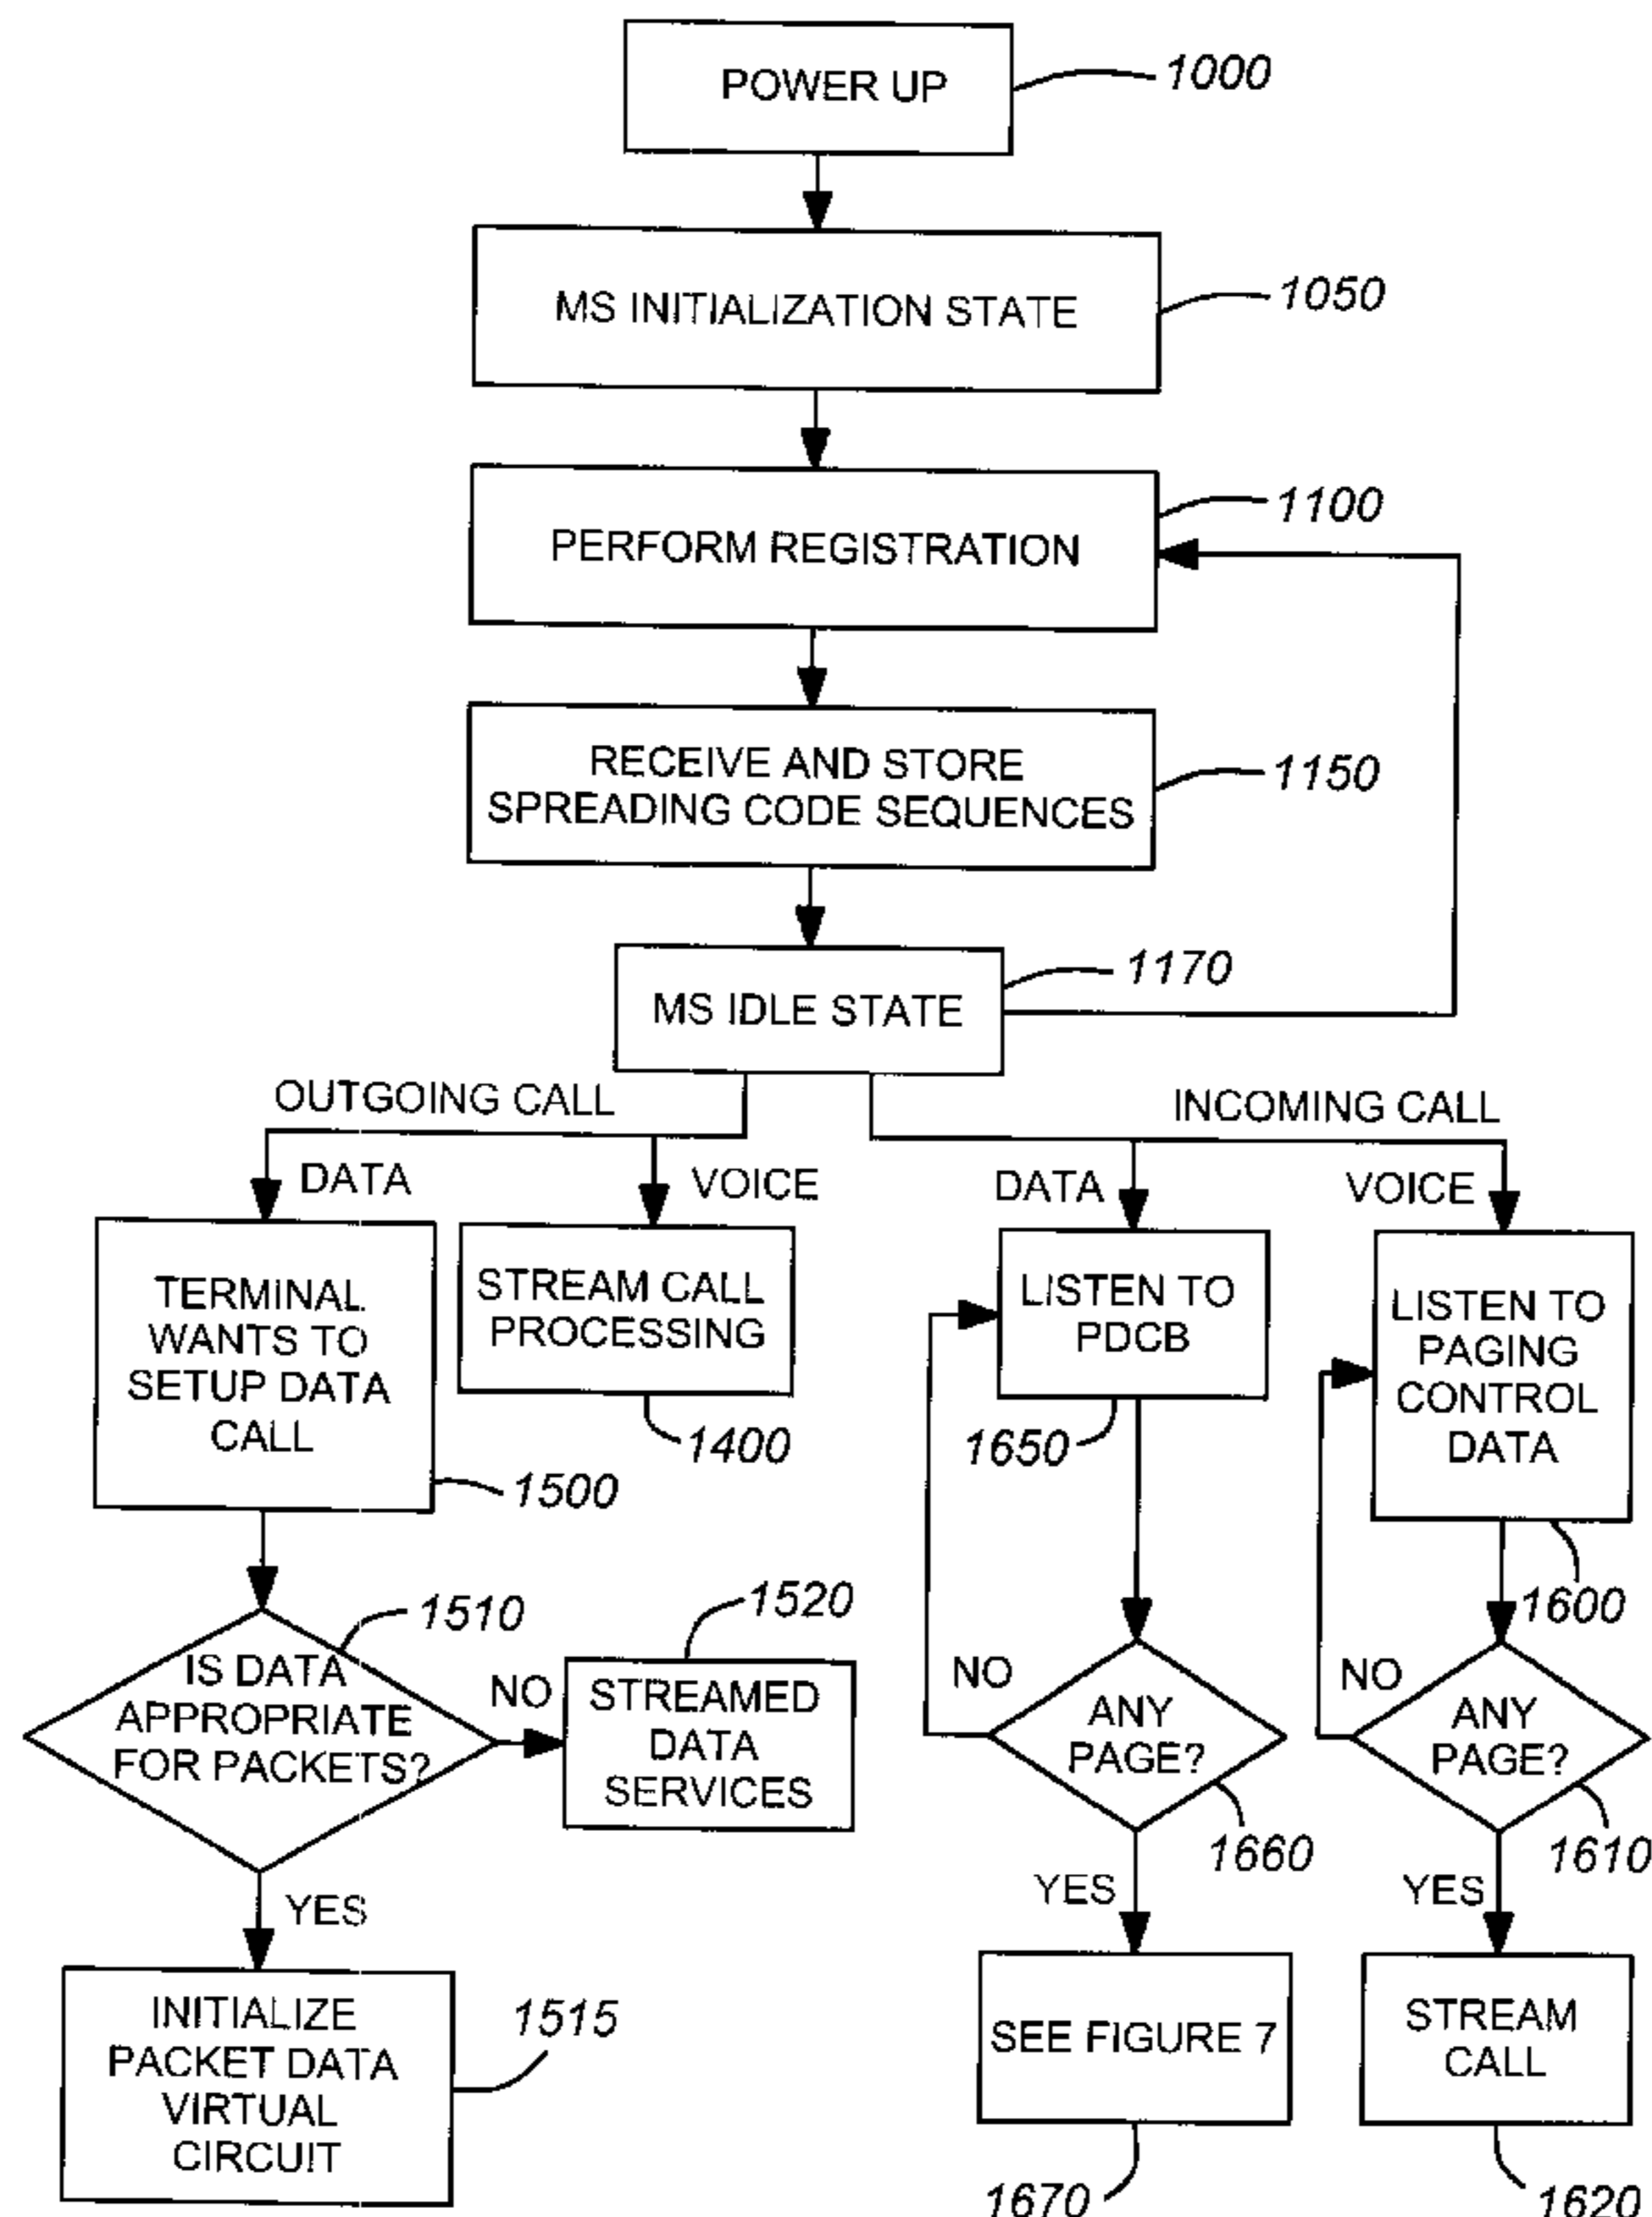 POWER UP
1000
MS INITIALIZATION STATE
1050
PERFORM REGISTRATION
1100
RECEIVE AND STORE
SPREADING CODE SEQUENCES
1150
MS IDLE STATE
1170
OUTGOING CALL
INCOMING CALL
DATA
VOICE
DATA
VOICE
TERMINAL
WANTS TO
SETUP DATA
CALL
1500
STREAM CALL
PROCESSING
1400
LISTEN TO
PDCB
1650
LISTEN TO
PAGING
CONTROL
DATA
1600
IS DATA
APPROPRIATE
FOR PACKETS?
1510
NO
STREAMED
DATA
SERVICES
1520
NO
ANY
PAGE?
1660
NO
ANY
PAGE?
1610
YES
YES
YES
INITIALIZE
PACKET DATA
VIRTUAL
CIRCUIT
1515
SEE FIGURE 7
1670
STREAM
CALL
1620